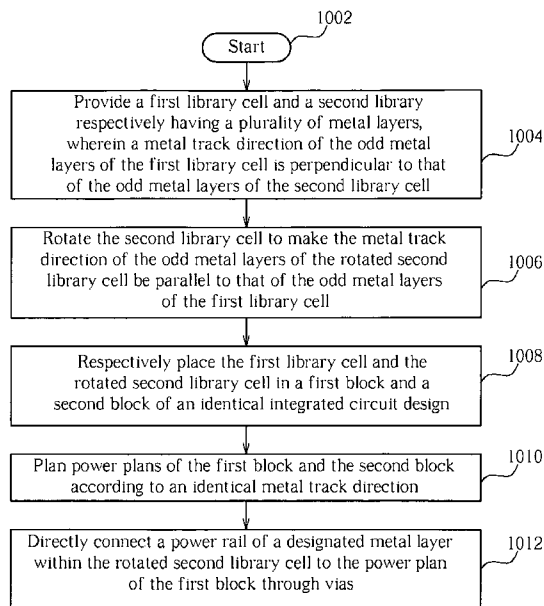 1002
Start
Provide a first library cell and a second library
respectively having a plurality of metal layers,
wherein a metal track direction of the odd metal
layers of the first library cell is perpendicular to that
of the odd metal layers of the second library cell
1004
Rotate the second library cell to make the metal track
direction of the odd metal layers of the rotated second
library cell be parallel to that of the odd metal layers
of the first library cell
1006
Respectively place the first library cell and the
rotated second library cell in a first block and a
second block of an identical integrated circuit design
1008
Plan power plans of the first block and the second block
according to an identical metal track direction
1010
Directly connect a power rail of a designated metal layer
within the rotated second library cell to the power plan
of the first block through vias
1012